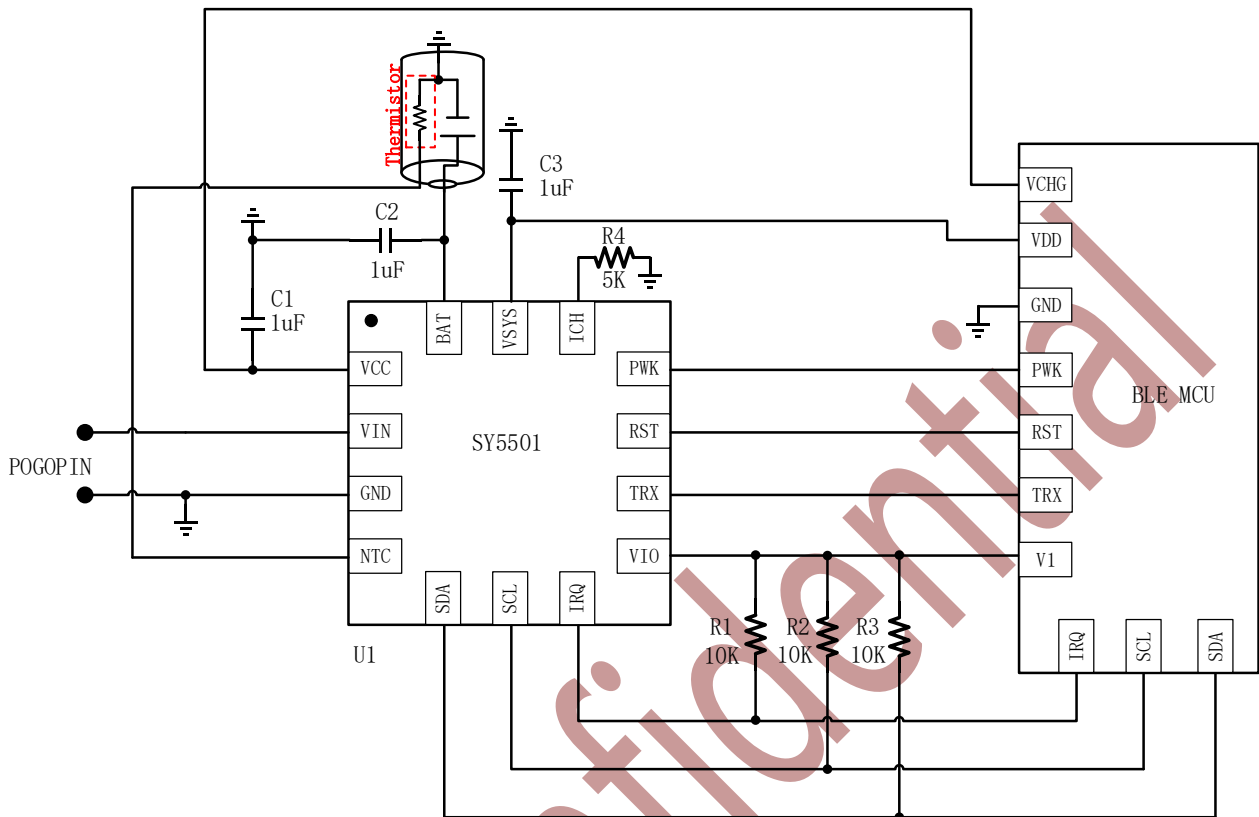 Thermistor
C3
1uF
VCHG
C2
1uF
VDD
R4
5K
C1
1uF
GND
BAT
VSYS
ICH
VCC
PWK
PWK
BLE MCU
VIN
SY5501
RST
RST
POGOPIN
GND
TRX
TRX
NTC
VIO
V1
SDA
SCL
IRQ
R1
10K
R2
10K
R3
10K
U1
IRQ
SCL
SDA
nfidential